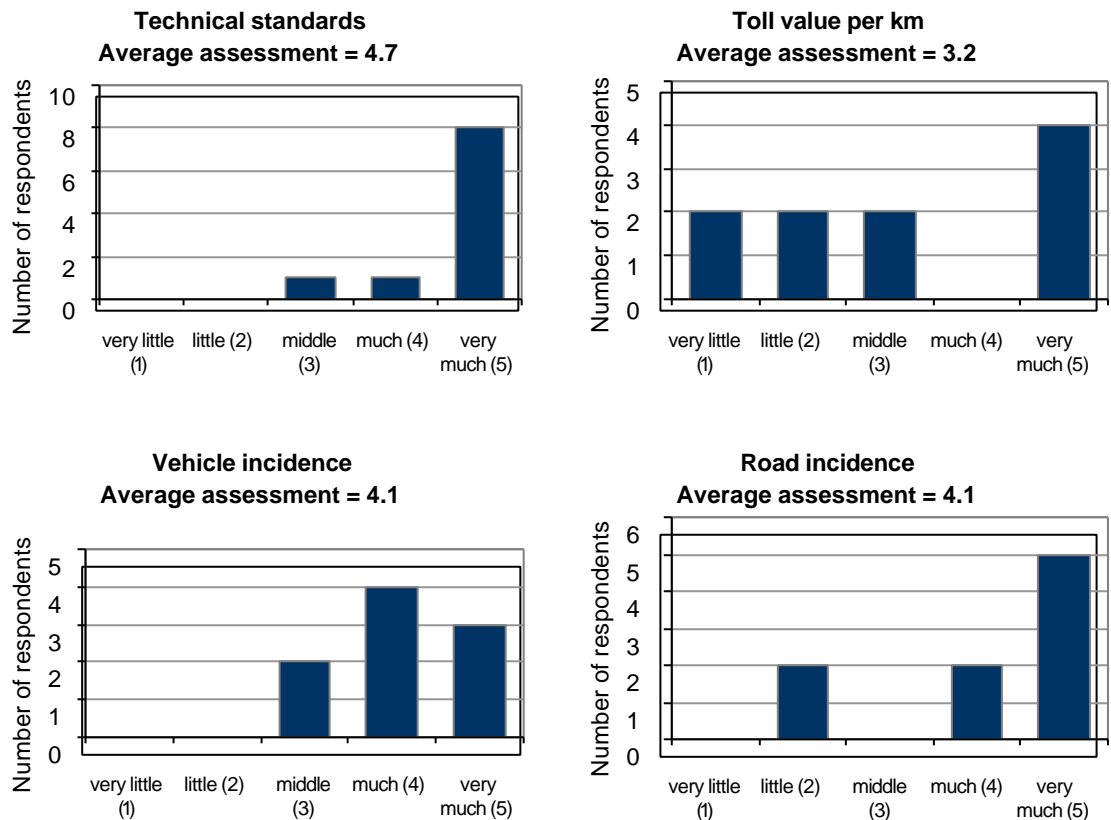 Technical standards
Average assessment = 4.7
Number of respondents
10
8
6
4
2
0
very little (1)
little (2)
middle (3)
much (4)
very much (5)
Toll value per km
Average assessment = 3.2
Number of respondents
5
4
3
2
1
0
very little (1)
little (2)
middle (3)
much (4)
very much (5)
Vehicle incidence
Average assessment = 4.1
Number of respondents
5
4
3
2
1
0
very little (1)
little (2)
middle (3)
much (4)
very much (5)
Road incidence
Average assessment = 4.1
Number of respondents
6
5
4
3
2
1
0
very little (1)
little (2)
middle (3)
much (4)
very much (5)